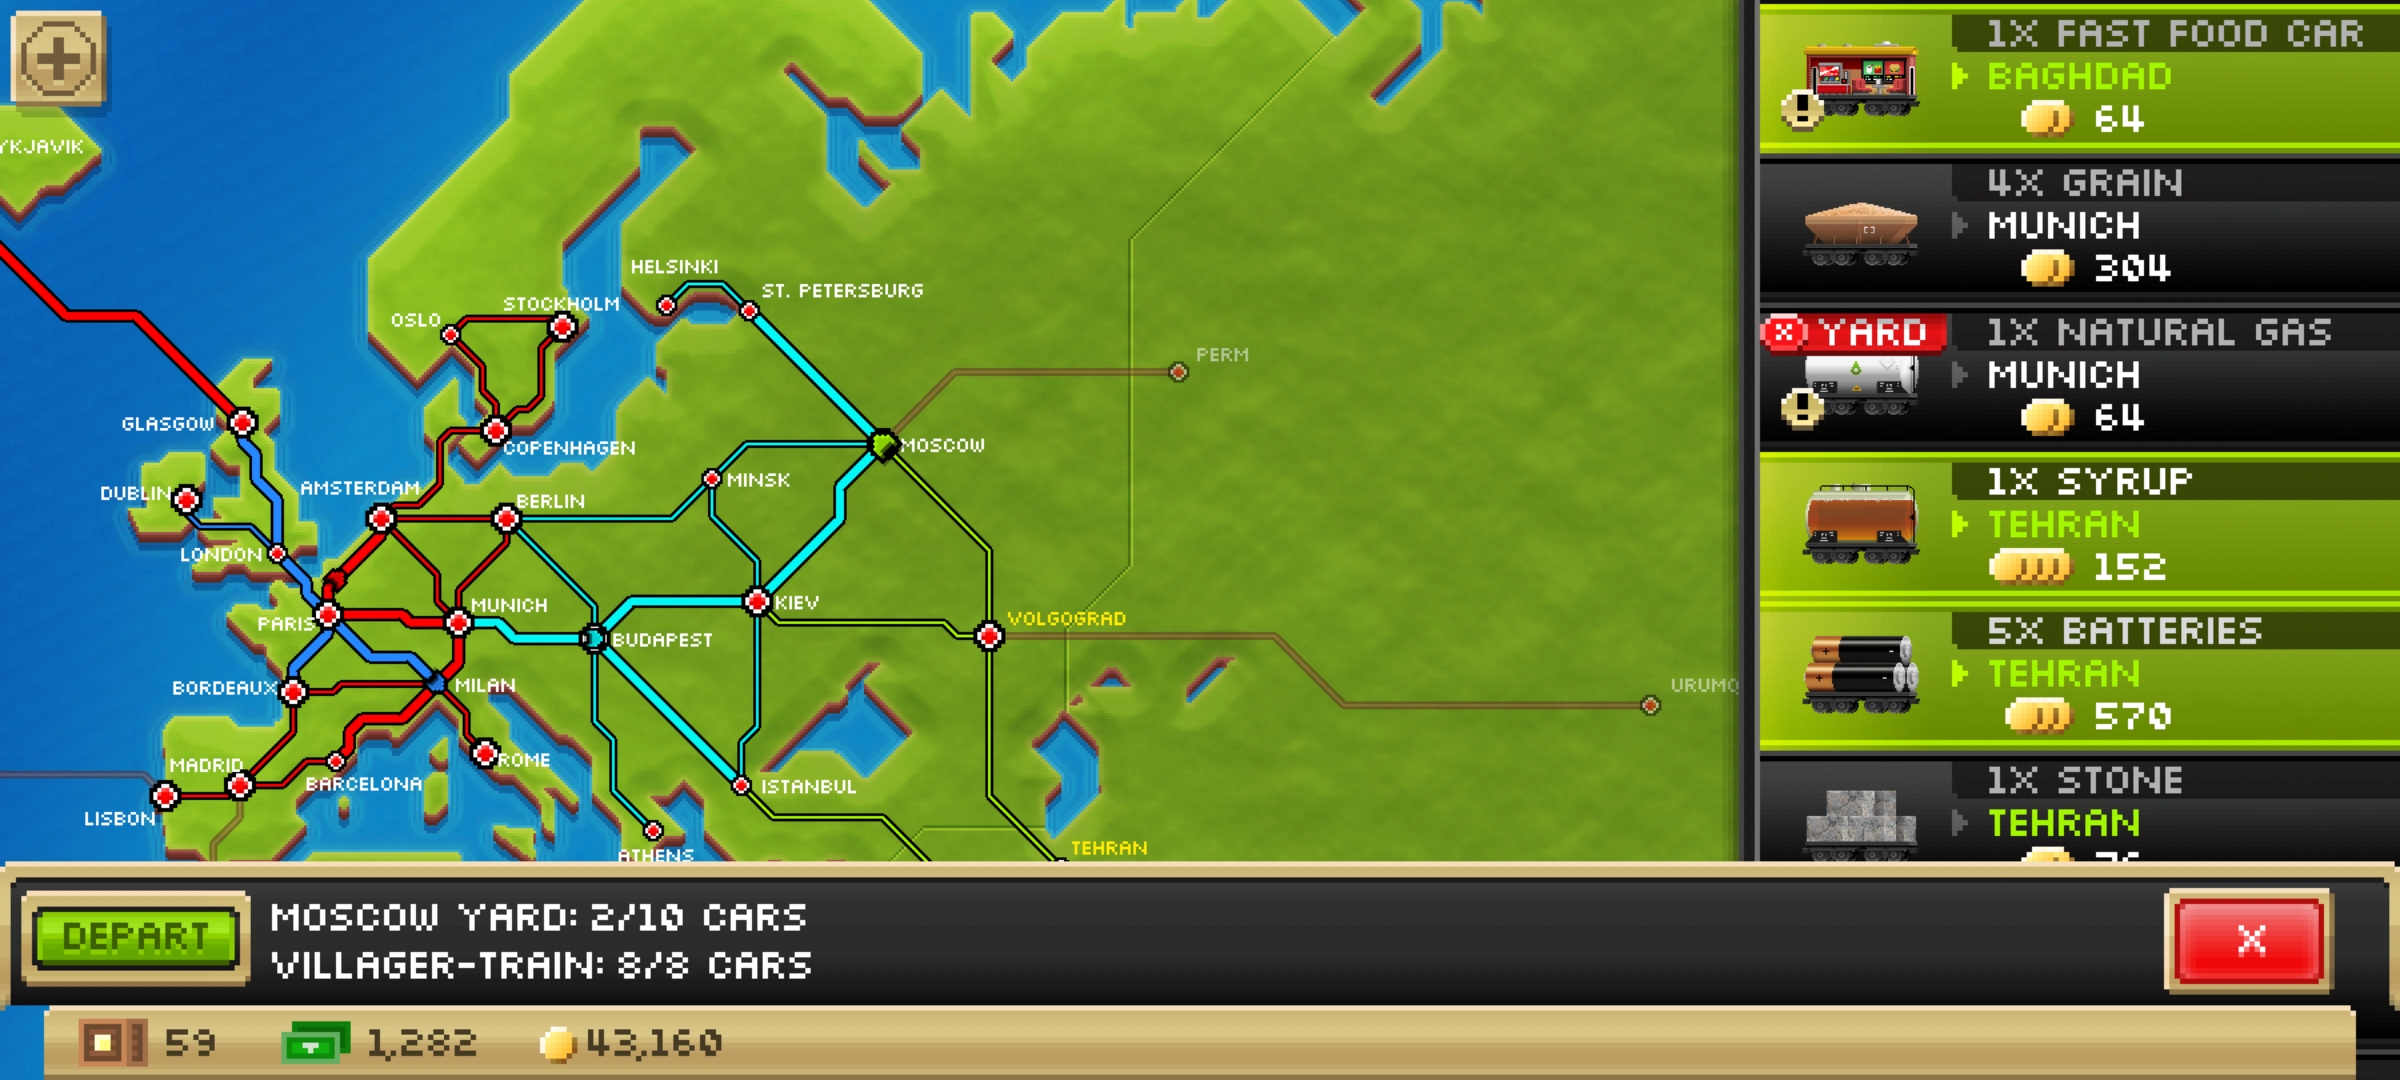 YKJAVIK
HELSINKI
ST. PETERSBURG
STOCKHOLM
OSLO
PERM
GLASGOW
COPENHAGEN
MOSCOW
DUBLIN
AMSTERDAM
MINSK
BERLIN
LONDON
MUNICH
KIEV
PARIS
VOLGOGRAD
BUDAPEST
BORDEAUX
MILAN
URUMQ
MADRID
ROME
BARCELONA
ISTANBUL
LISBON
ATHENS
TEHRAN
1X FAST FOOD CAR
BAGHDAD
64
4X GRAIN
MUNICH
304
YARD
1X NATURAL GAS
MUNICH
64
1X SYRUP
TEHRAN
152
5X BATTERIES
TEHRAN
570
1X STONE
TEHRAN
DEPART
MOSCOW YARD: 2/10 CARS
VILLAGER-TRAIN: 8/8 CARS
X
59
1,282
43,160